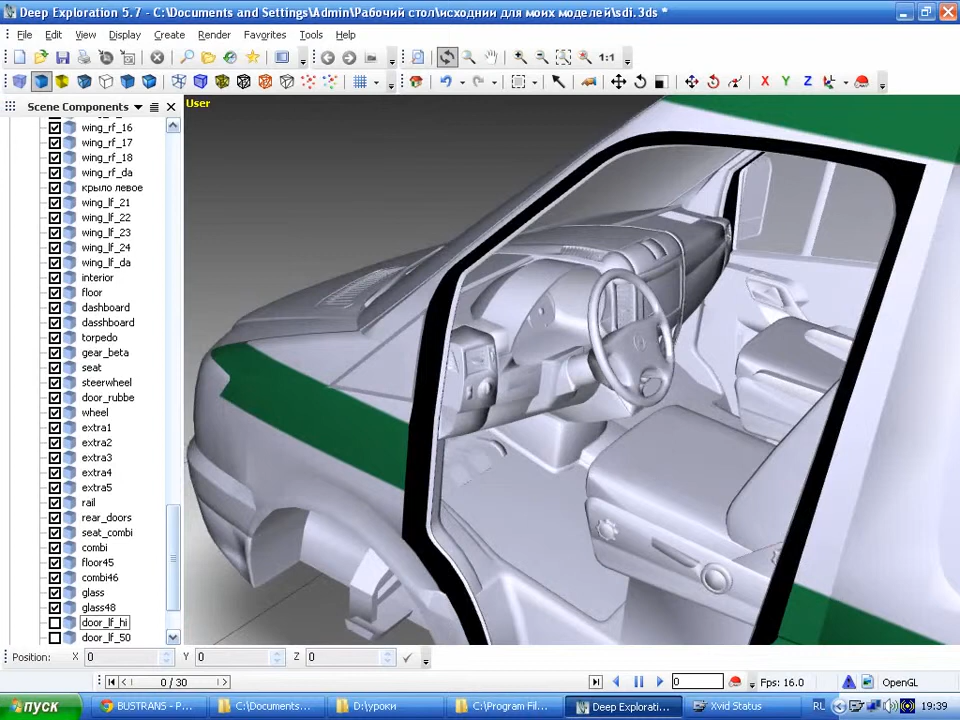 Deep Exploration 5.7 - C:\Documents and Settings\Admin\Рабочий стол\исходнии для моих моделей\sdi.3ds *
File Edit View Display Create Render Favorites Tools Help
1:1
X Y Z
Scene Components
User
wing_rf_16
wing_rf_17
wing_rf_18
wing_rf_da
крыло левое
wing_lf_21
wing_lf_22
wing_lf_23
wing_lf_24
wing_lf_da
interior
floor
dashboard
dasshboard
torpedo
gear_beta
seat
steerwheel
door_rubbe
wheel
extra1
extra2
extra3
extra4
extra5
rail
rear_doors
seat_combi
combi
floor45
combi46
glass
glass48
door_lf_hi
door_lf_50
Position: X 0 Y 0 Z 0
0 / 30 0 Fps: 16.0 OpenGL
пуск BUSTRANS - P... C:\Documents... D:\уроки C:\Program Fil... Deep Explorati... Xvid Status RL 19:39